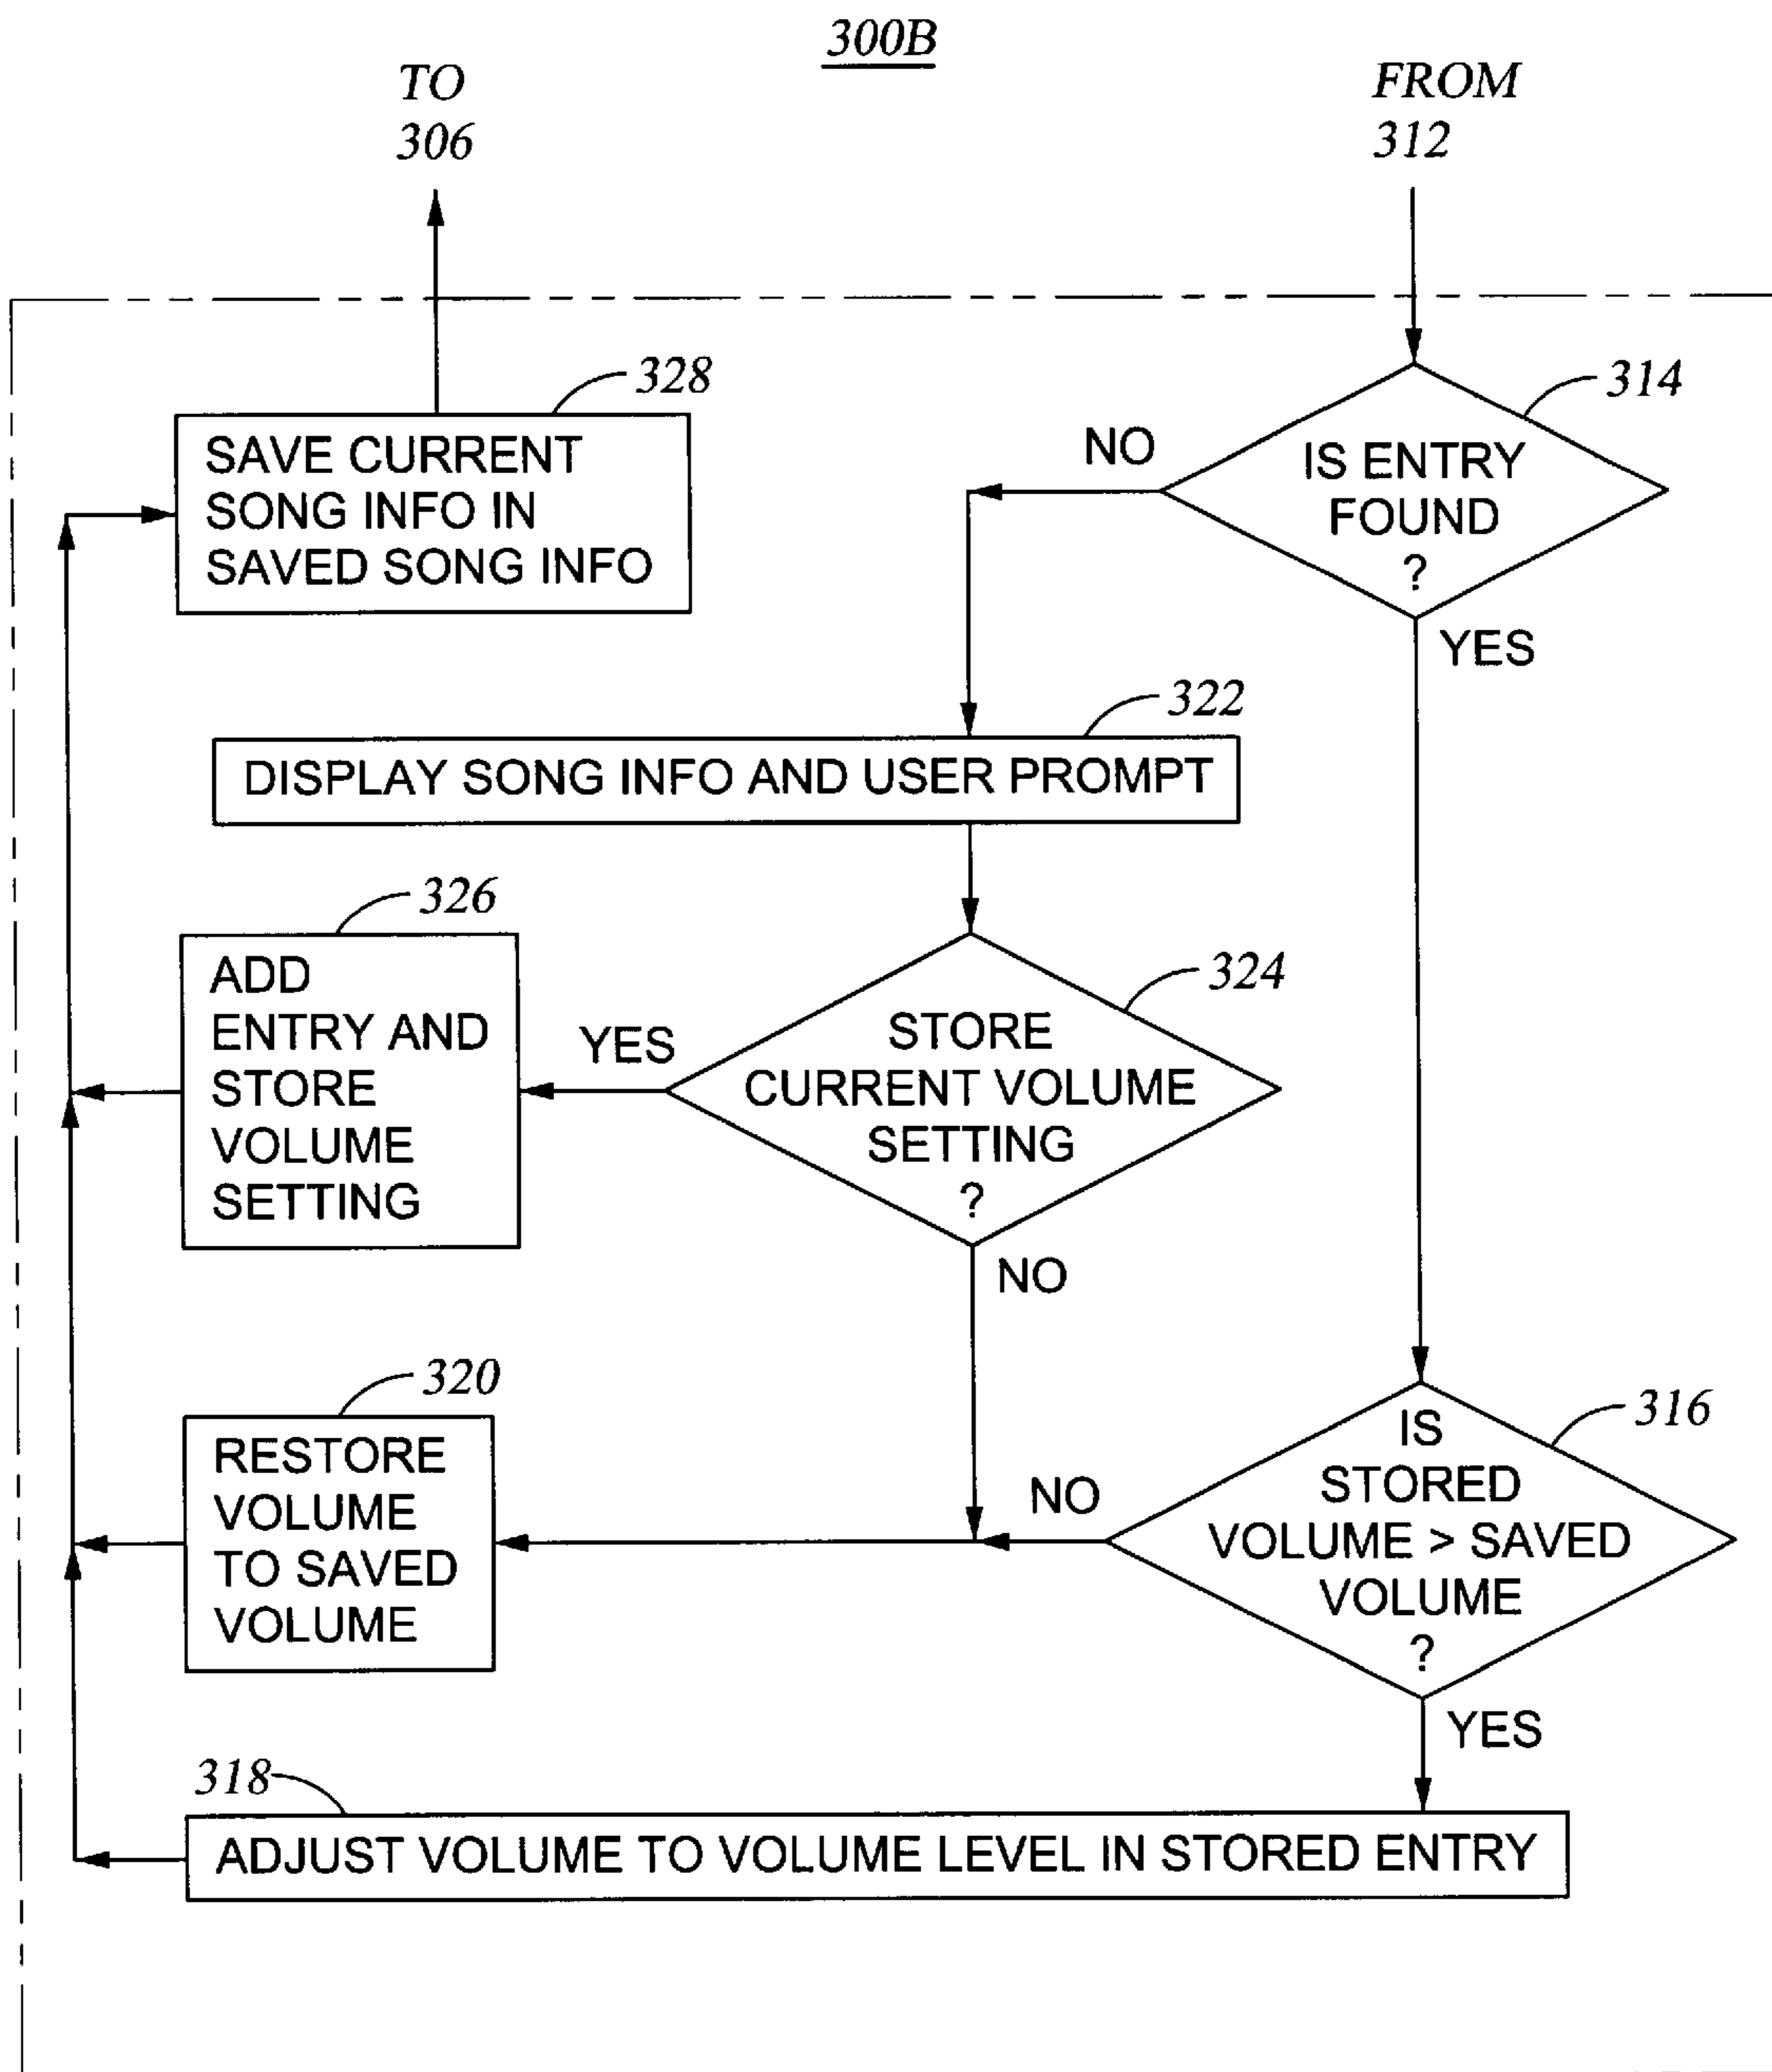 300B
TO
306
FROM
312
328
SAVE CURRENT
SONG INFO IN
SAVED SONG INFO
314
IS ENTRY
FOUND
?
NO
YES
322
DISPLAY SONG INFO AND USER PROMPT
326
ADD
ENTRY AND
STORE
VOLUME
SETTING
YES
324
STORE
CURRENT VOLUME
SETTING
?
NO
320
RESTORE
VOLUME
TO SAVED
VOLUME
NO
316
IS
STORED
VOLUME > SAVED
VOLUME
?
YES
318
ADJUST VOLUME TO VOLUME LEVEL IN STORED ENTRY